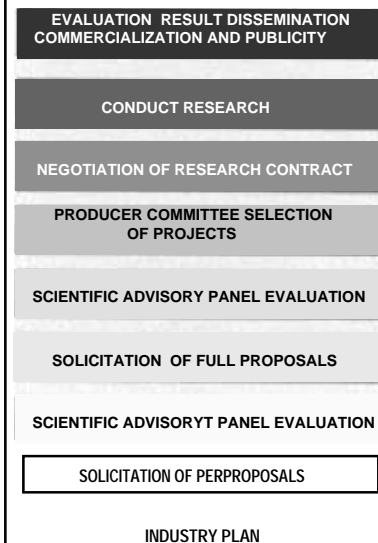 EVALUATION RESULT DISSEMINATION
COMMERCIALIZATION AND PUBLICITY
CONDUCT RESEARCH
NEGOTIATION OF RESEARCH CONTRACT
PRODUCER COMMITTEE SELECTION
OF PROJECTS
SCIENTIFIC ADVISORY PANEL EVALUATION
SOLICITATION OF FULL PROPOSALS
SCIENTIFIC ADVISORYT PANEL EVALUATION
SOLICITATION OF PERPROPOSALS
INDUSTRY PLAN